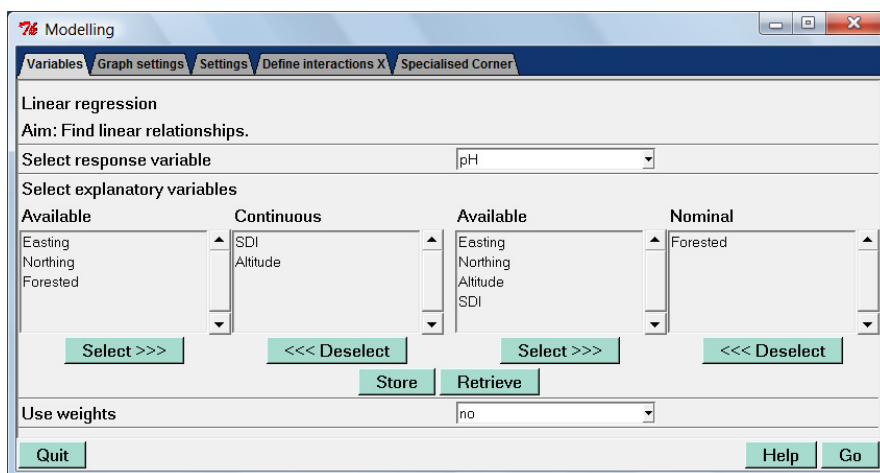 Modelling
Variables Graph settings Settings Define interactions X Specialised Corner
Linear regression
Aim: Find linear relationships.
Select response variable pH
Select explanatory variables
Available Continuous Available Nominal
Easting SDI Easting Forested
Northing Altitude Northing
Forested Altitude
SDI
Select >>> <<< Deselect Select >>> <<< Deselect
Store Retrieve
Use weights no
Quit Help Go